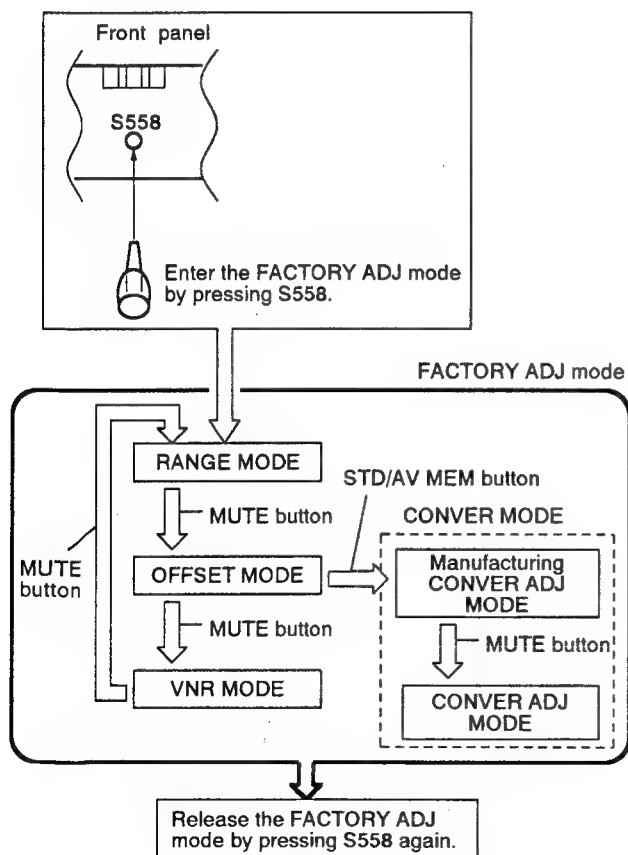 Front panel
S558
Enter the FACTORY ADJ mode
by pressing S558.
FACTORY ADJ mode
RANGE MODE
STD/AV MEM button
MUTE button
CONVER MODE
MUTE
button
OFFSET MODE
Manufacturing
CONVER ADJ
MODE
MUTE button
MUTE button
VNR MODE
CONVER ADJ
MODE
Release the FACTORY ADJ
mode by pressing S558 again.